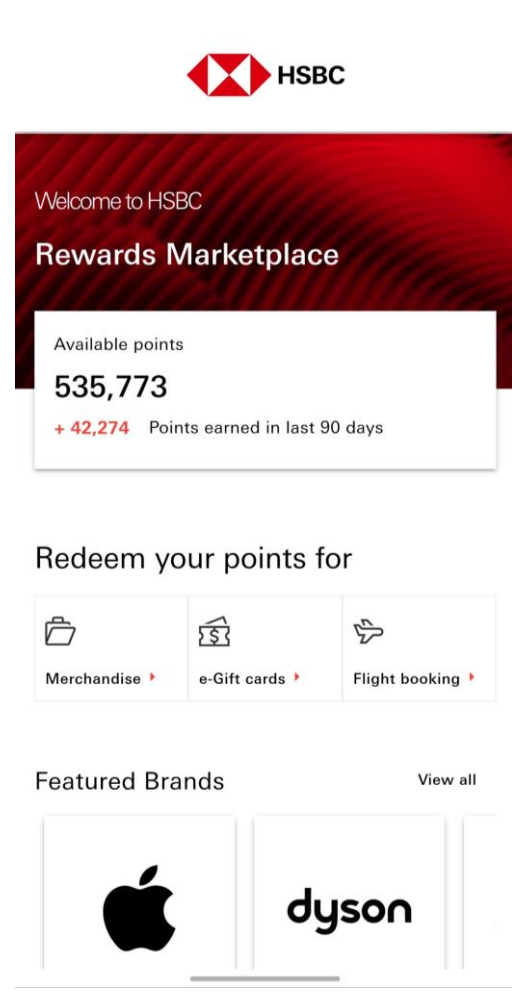 HSBC
Welcome to HSBC
Rewards Marketplace
Available points
535,773
+ 42,274 Points earned in last 90 days
Redeem your points for
Merchandise
e-Gift cards
Flight booking
Featured Brands
View all
dyson